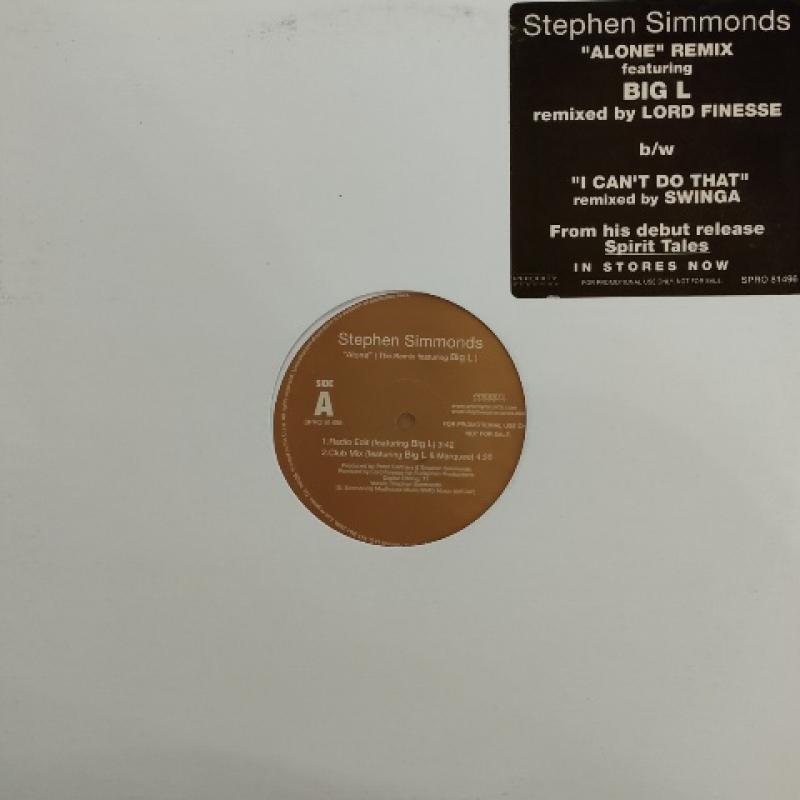 Stephen Simmonds
"ALONE" REMIX
featuring
BIG L
remixed by LORD FINESSE
b/w
"I CAN'T DO THAT"
remixed by SWINGA
From his debut release
Spirit Tales
IN STORES NOW
FOR PROMOTIONAL USE ONLY. NOT FOR SALE.
SPRO 81496
Stephen Simmonds
"Alone" (The Remix featuring Big L)
SIDE
A
FOR PROMOTIONAL USE
NOT FOR SALE.
1.Radio Edit (featuring Big L) 3:42
2.Club Mix (featuring Big L & Marquee) 4:56
Stephen Simmonds